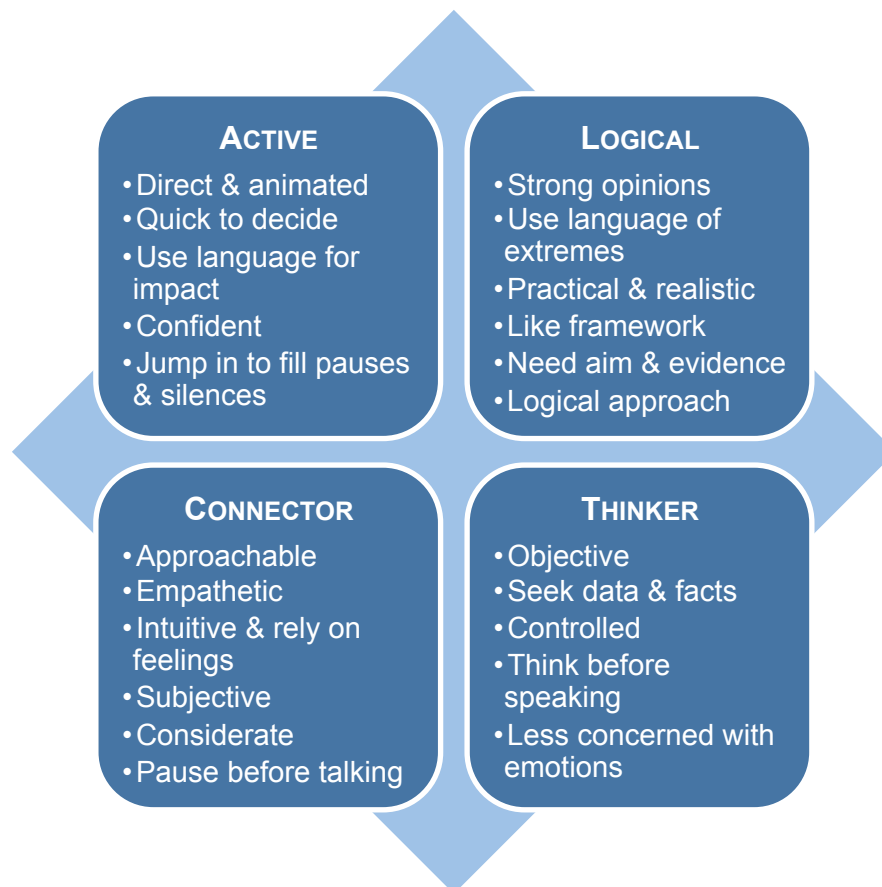 ACTIVE
•Direct & animated
•Quick to decide
•Use language for
impact
•Confident
•Jump in to fill pauses
& silences
LOGICAL
•Strong opinions
•Use language of
extremes
•Practical & realistic
•Like framework
•Need aim & evidence
•Logical approach
CONNECTOR
•Approachable
•Empathetic
•Intuitive & rely on
feelings
•Subjective
•Considerate
•Pause before talking
THINKER
•Objective
•Seek data & facts
•Controlled
•Think before
speaking
•Less concerned with
emotions